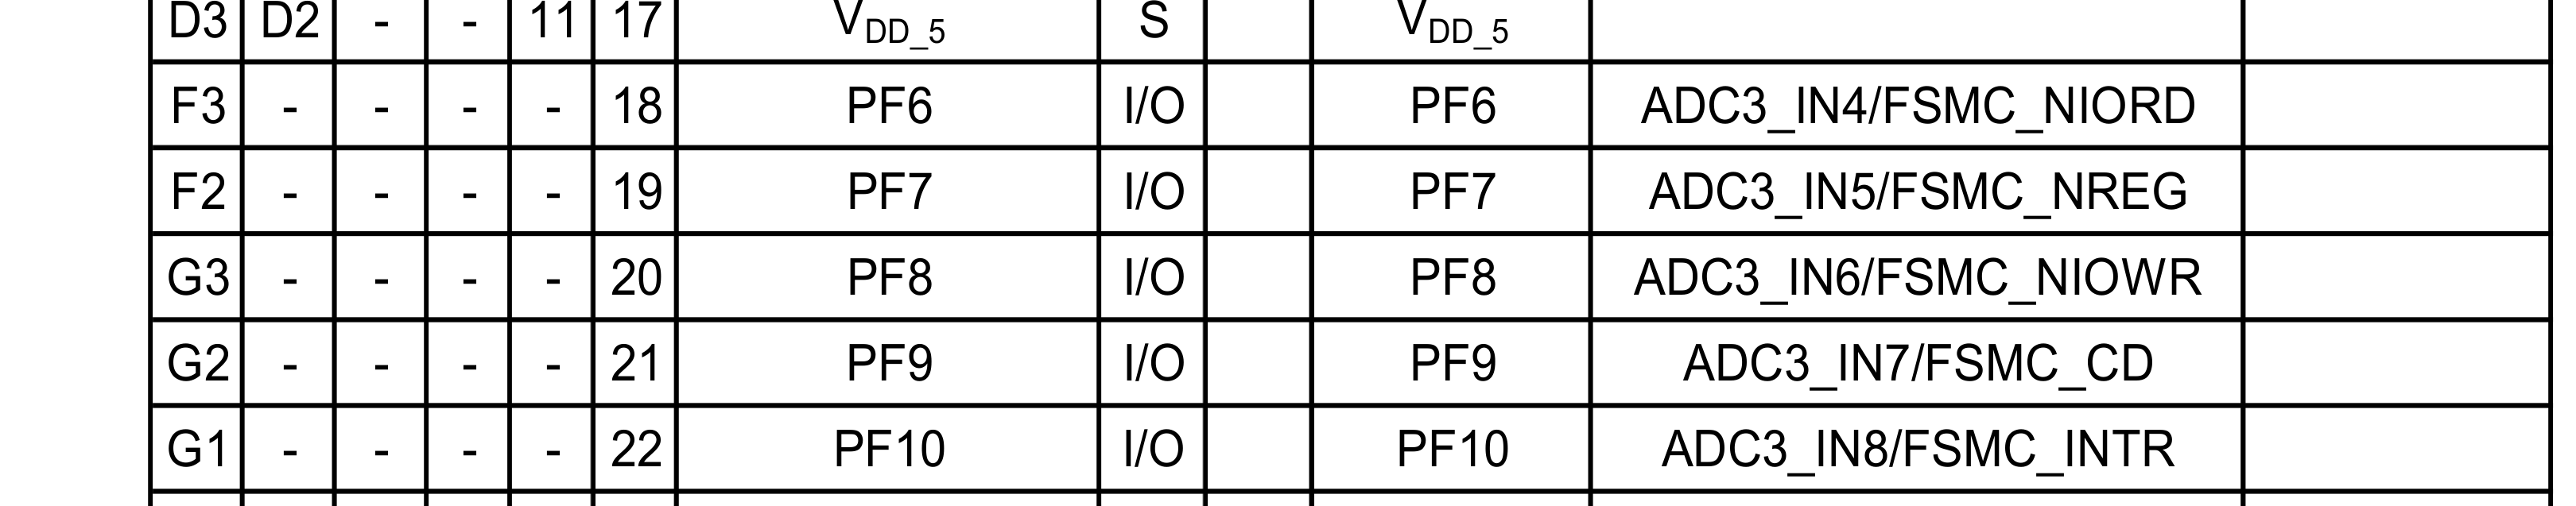 D3 D2 - - 11 17 VDD_5 S VDD_5
F3 - - - - 18 PF6 I/O PF6 ADC3_IN4/FSMC_NIORD
F2 - - - - 19 PF7 I/O PF7 ADC3_IN5/FSMC_NREG
G3 - - - - 20 PF8 I/O PF8 ADC3_IN6/FSMC_NIOWR
G2 - - - - 21 PF9 I/O PF9 ADC3_IN7/FSMC_CD
G1 - - - - 22 PF10 I/O PF10 ADC3_IN8/FSMC_INTR